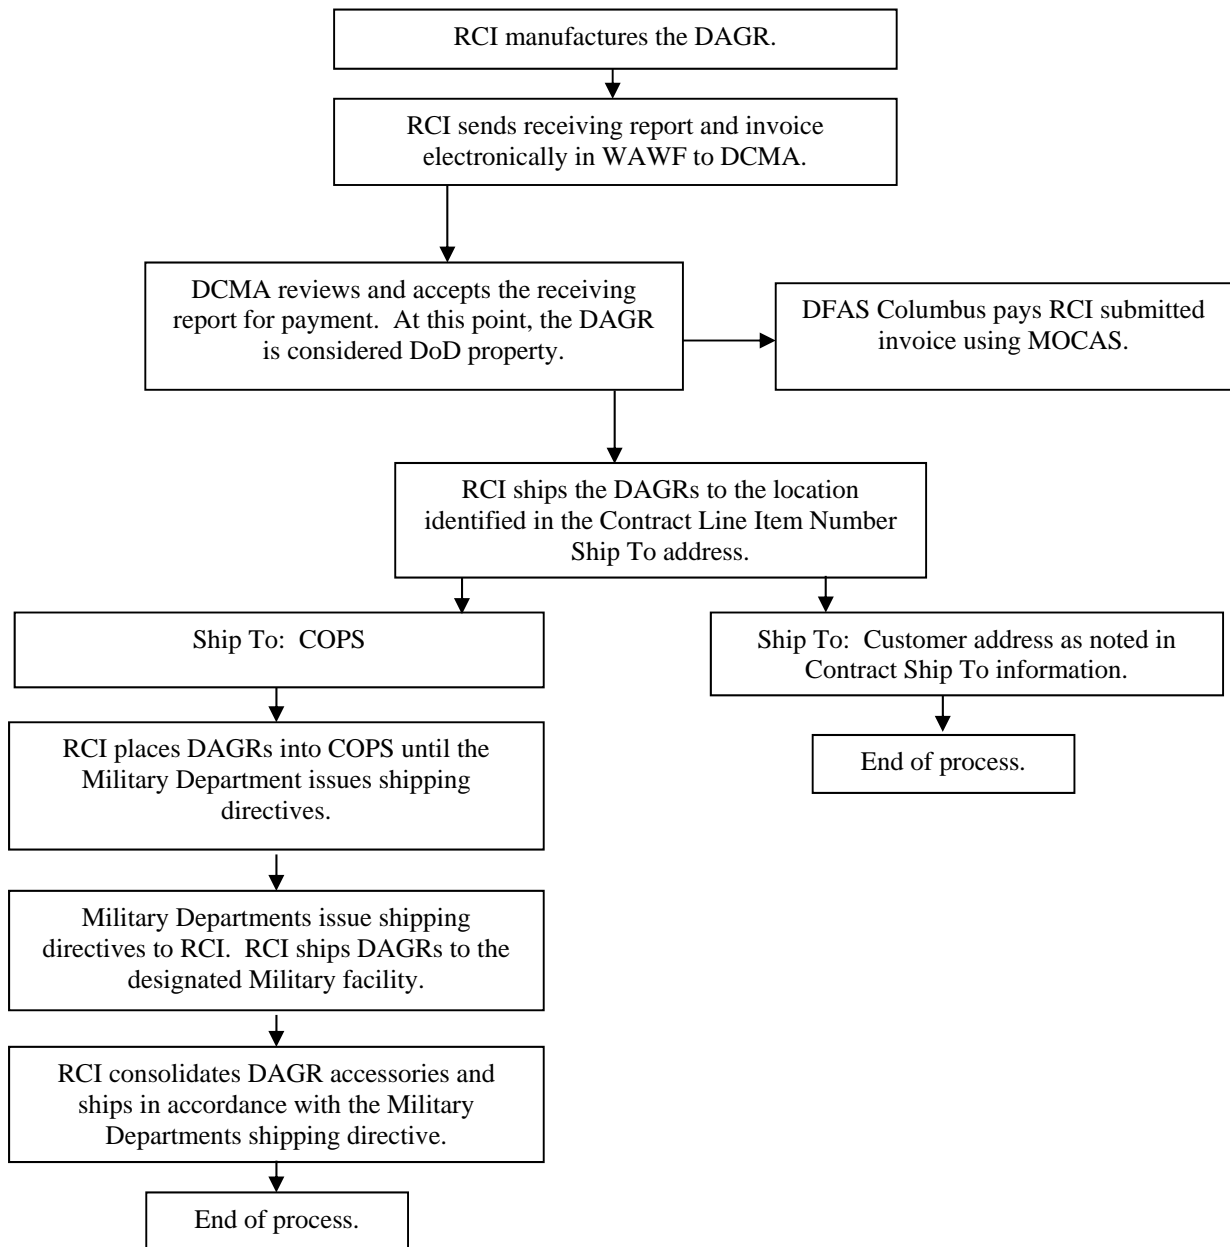 RCI manufactures the DAGR.
RCI sends receiving report and invoice
electronically in WAWF to DCMA.
DCMA reviews and accepts the receiving
report for payment.  At this point, the DAGR
is considered DoD property.
DFAS Columbus pays RCI submitted
invoice using MOCAS.
RCI ships the DAGRs to the location
identified in the Contract Line Item Number
Ship To address.
Ship To:  COPS
Ship To:  Customer address as noted in
Contract Ship To information.
RCI places DAGRs into COPS until the
Military Department issues shipping
directives.
End of process.
Military Departments issue shipping
directives to RCI.  RCI ships DAGRs to the
designated Military facility.
RCI consolidates DAGR accessories and
ships in accordance with the Military
Departments shipping directive.
End of process.